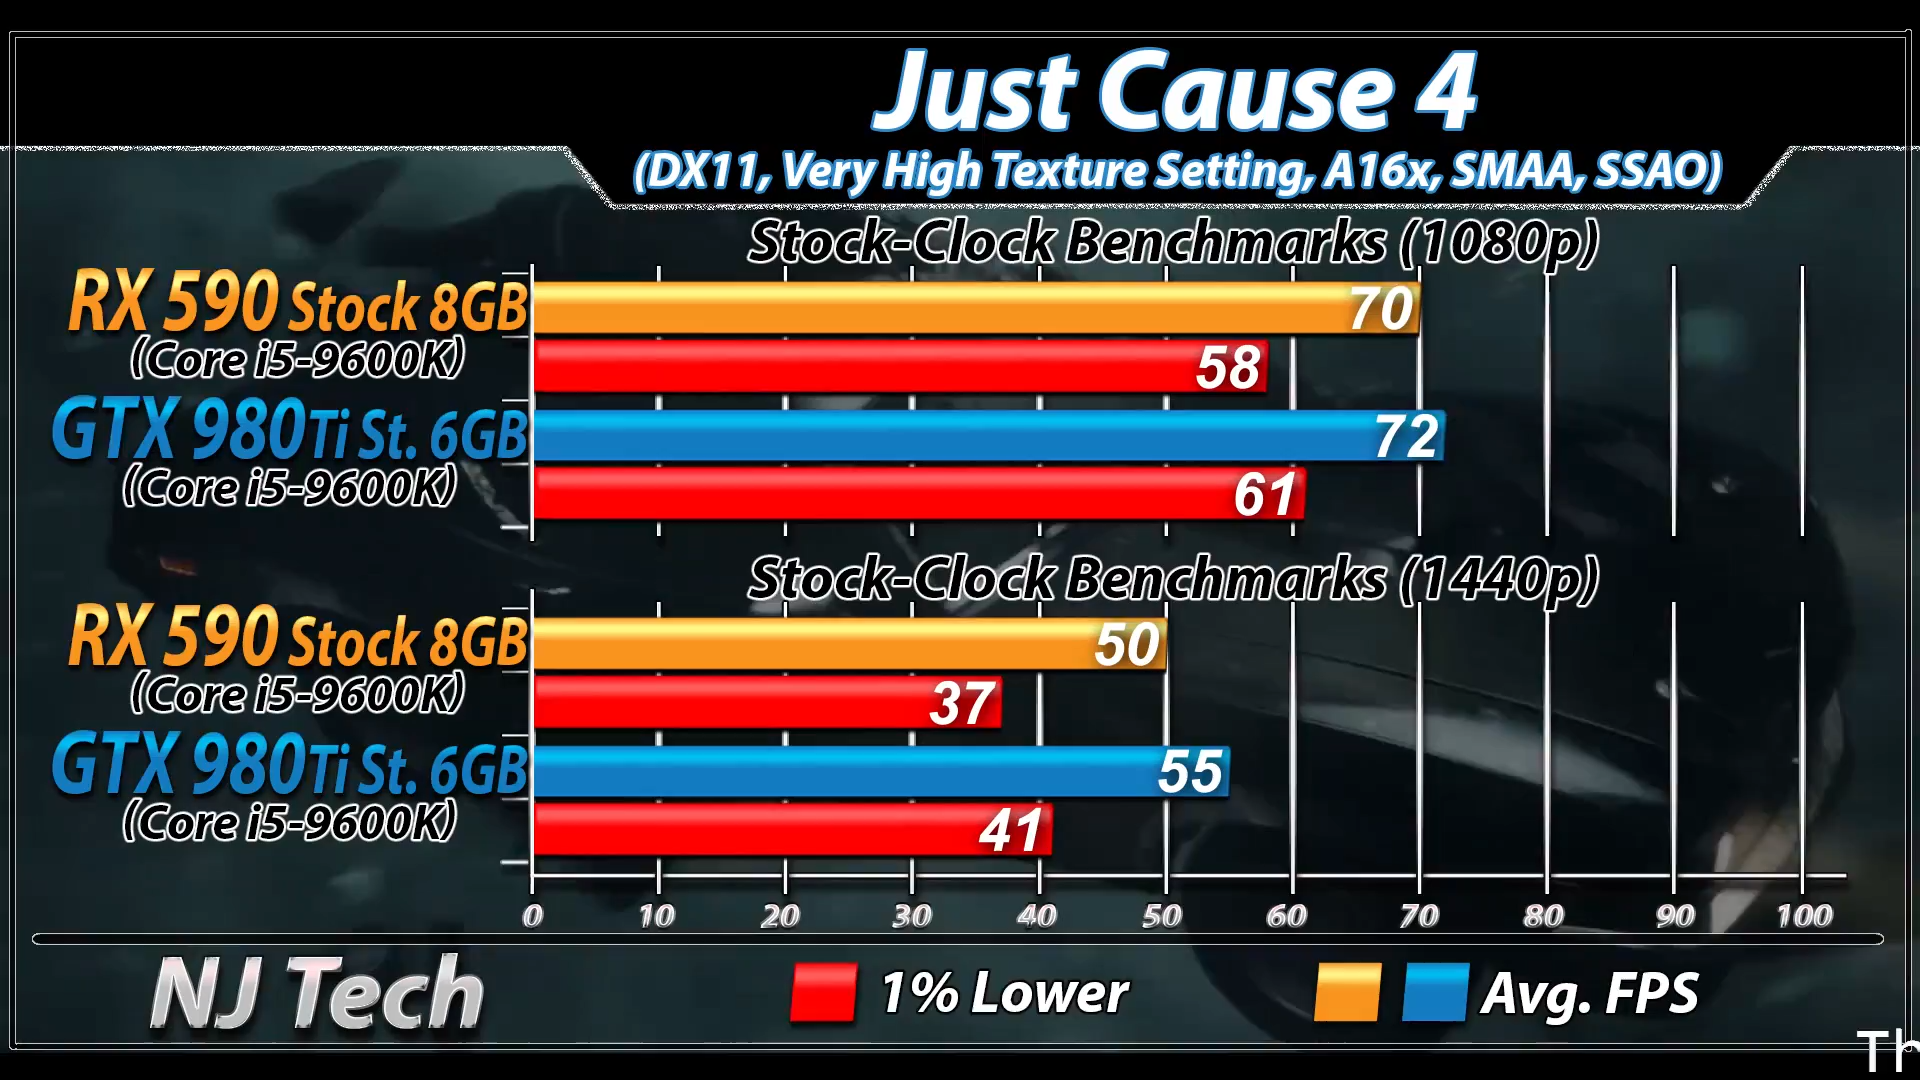 Just Cause 4
(DX11, Very High Texture Setting, A16x, SMAA, SSAO)
Stock-Clock Benchmarks (1080p)
RX 590 Stock 8GB
(Core i5-9600K)
70
58
GTX 980Ti St. 6GB
(Core i5-9600K)
72
61
Stock-Clock Benchmarks (1440p)
RX 590 Stock 8GB
(Core i5-9600K)
50
37
GTX 980Ti St. 6GB
(Core i5-9600K)
55
41
0 10 20 30 40 50 60 70 80 90 100
NJ Tech
1% Lower
Avg. FPS